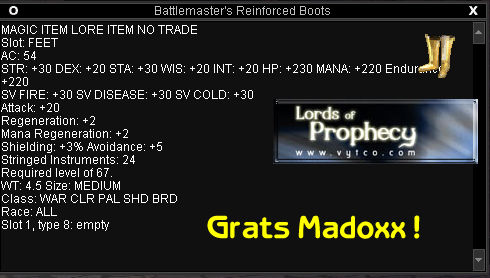 Battlemaster's Reinforced Boots
MAGIC ITEM LORE ITEM NO TRADE
Slot: FEET
AC: 54
STR: +30 DEX: +20 STA: +30 WIS: +20 INT: +20 HP: +230 MANA: +220 Endurance
+220
SV FIRE: +30 SV DISEASE: +30 SV COLD: +30
Attack: +20
Regeneration: +2
Mana Regeneration: +2
Shielding: +3% Avoidance: +5
Stringed Instruments: 24
Required level of 67.
WT: 4.5 Size: MEDIUM
Class: WAR CLR PAL SHD BRD
Race: ALL
Slot 1, type 8: empty
Lords of
Prophecy
www.vytco.com
Grats Madoxx !